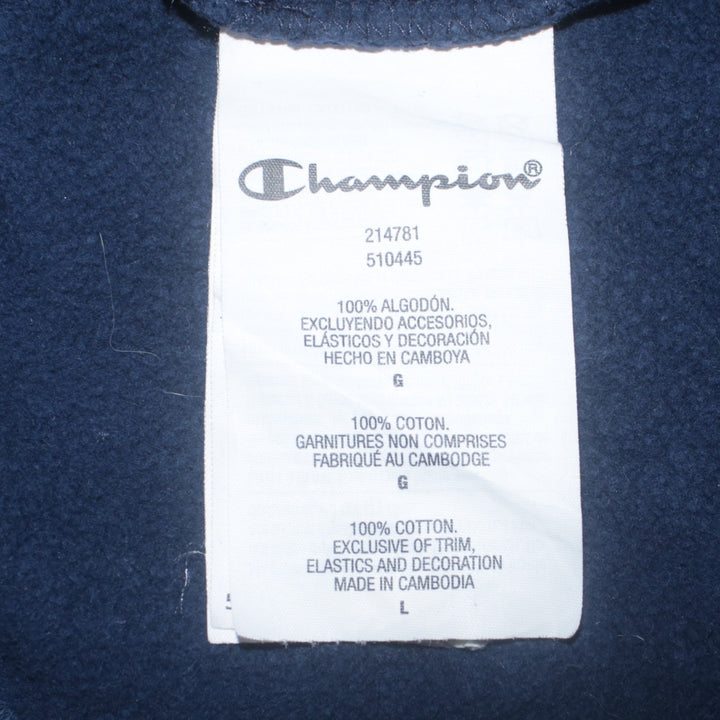 Champion®
214781
510445
100% ALGODÓN.
EXCLUYENDO ACCESORIOS,
ELÁSTICOS Y DECORACIÓN
HECHO EN CAMBOYA
G
100% COTON.
GARNITURES NON COMPRISES
FABRIQUÉ AU CAMBODGE
G
100% COTTON.
EXCLUSIVE OF TRIM,
ELASTICS AND DECORATION
MADE IN CAMBODIA
L